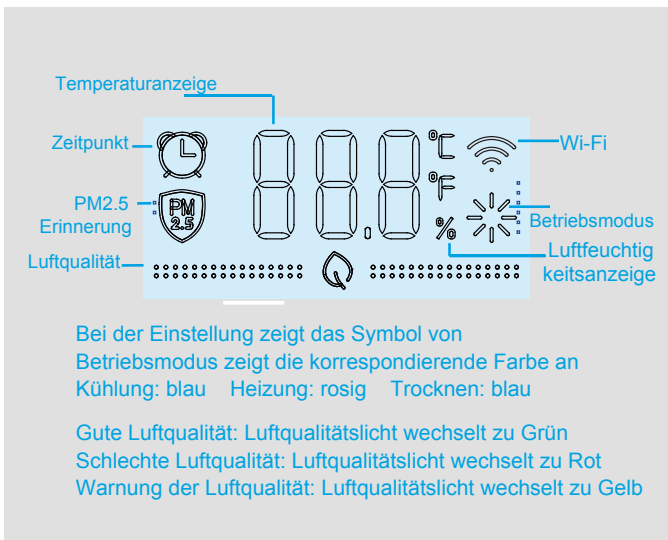 Temperaturanzeige
Zeitpunkt
°C
Wi-Fi
°F
PM2.5
Erinnerung
PM
2.5
Betriebsmodus
%
Luftfeuchtig
keitsanzeige
Luftqualität
Bei der Einstellung zeigt das Symbol von
Betriebsmodus zeigt die korrespondierende Farbe an
Kühlung: blau Heizung: rosig Trocknen: blau
Gute Luftqualität: Luftqualitätslicht wechselt zu Grün
Schlechte Luftqualität: Luftqualitätslicht wechselt zu Rot
Warnung der Luftqualität: Luftqualitätslicht wechselt zu Gelb